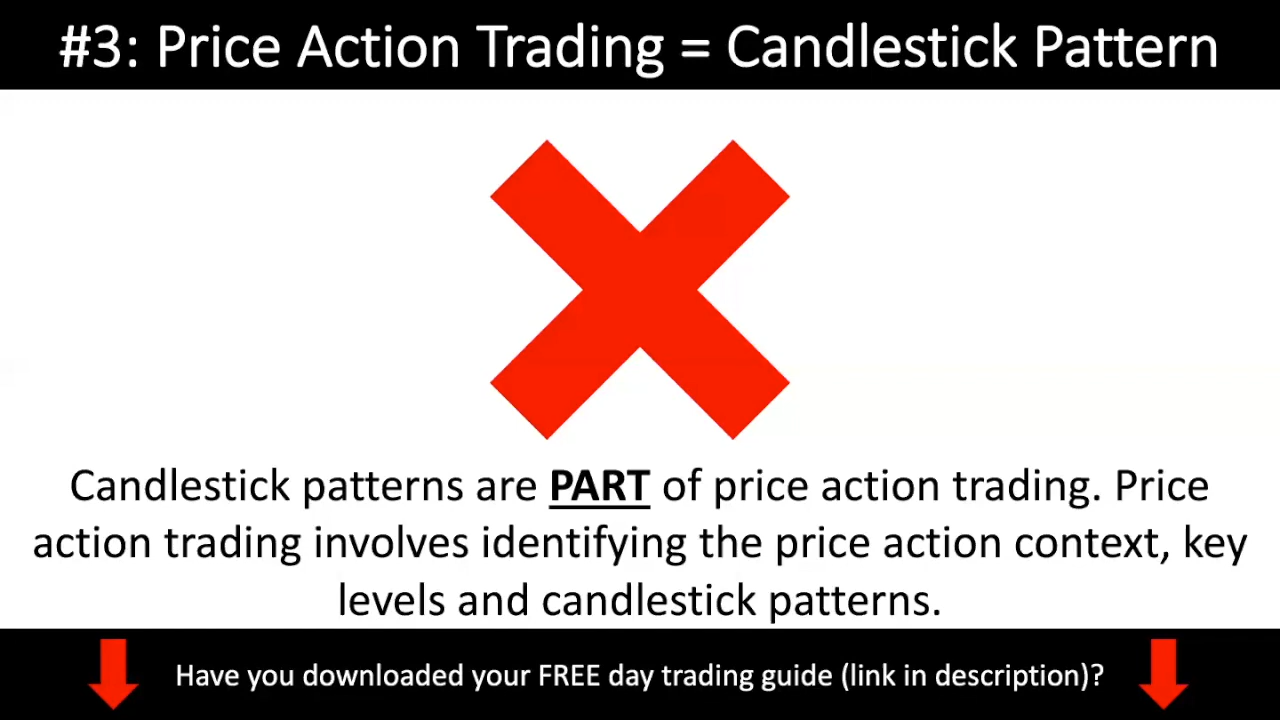 #3: Price Action Trading = Candlestick Pattern
Candlestick patterns are PART of price action trading. Price
action trading involves identifying the price action context, key
levels and candlestick patterns.
Have you downloaded your FREE day trading guide (link in description)?